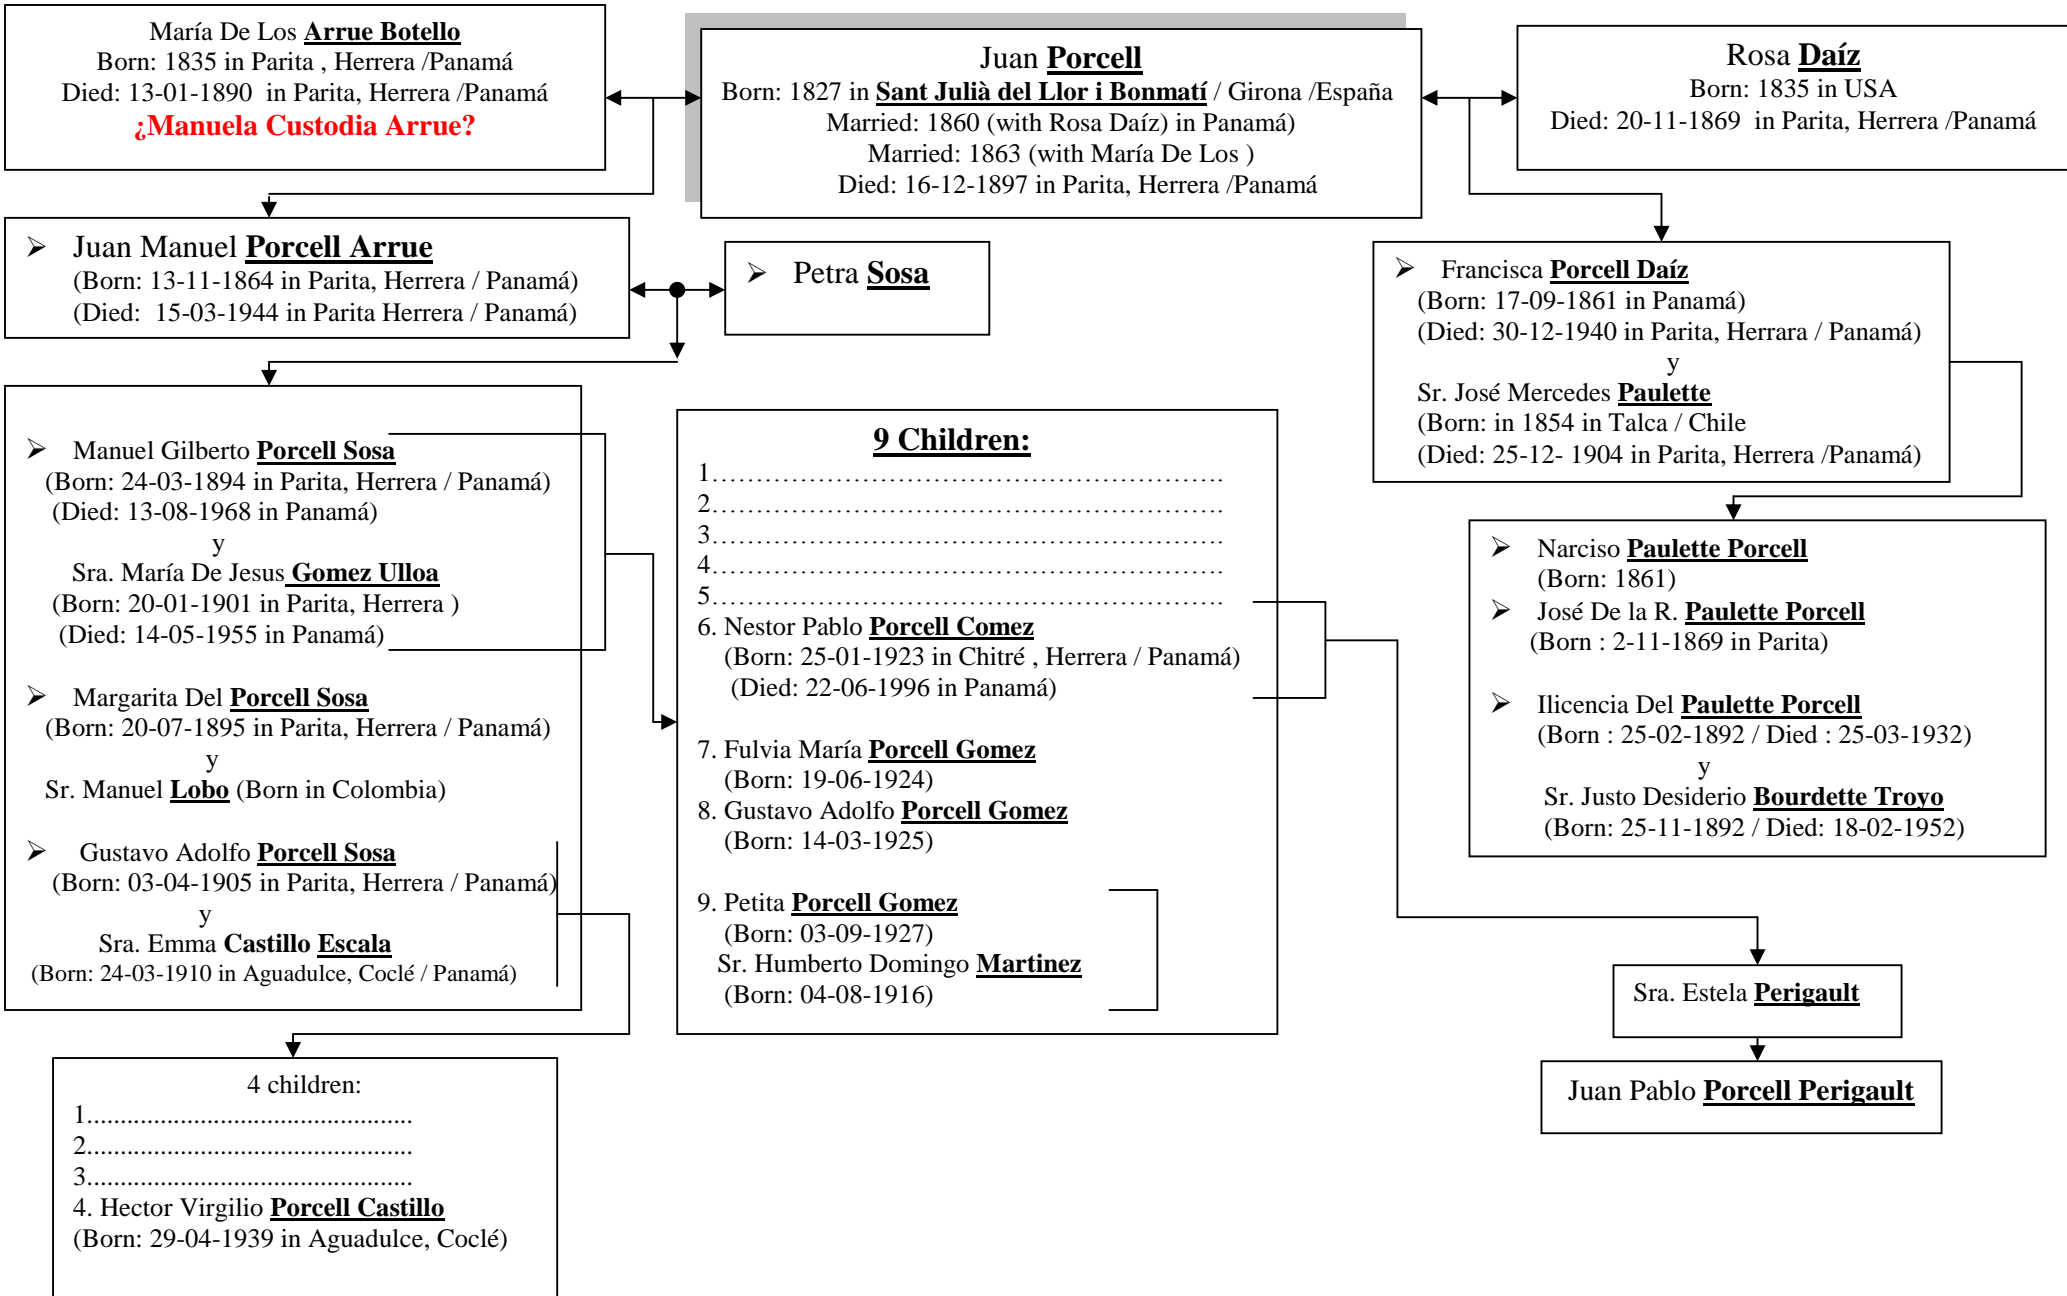 María De Los Arrue Botello
Born: 1835 in Parita , Herrera /Panamá
Died: 13-01-1890 in Parita, Herrera /Panamá
¿Manuela Custodia Arrue?
Juan Porcell
Born: 1827 in Sant Julià del Llor i Bonmatí / Girona /España
Married: 1860 (with Rosa Daíz) in Panamá)
Married: 1863 (with María De Los )
Died: 16-12-1897 in Parita, Herrera /Panamá
Rosa Daíz
Born: 1835 in USA
Died: 20-11-1869 in Parita, Herrera /Panamá
➢ Juan Manuel Porcell Arrue
(Born: 13-11-1864 in Parita, Herrera / Panamá)
(Died: 15-03-1944 in Parita Herrera / Panamá)
➢ Petra Sosa
➢ Francisca Porcell Daíz
(Born: 17-09-1861 in Panamá)
(Died: 30-12-1940 in Parita, Herrara / Panamá)
y
Sr. José Mercedes Paulette
(Born: in 1854 in Talca / Chile
(Died: 25-12- 1904 in Parita, Herrera /Panamá)
➢ Manuel Gilberto Porcell Sosa
(Born: 24-03-1894 in Parita, Herrera / Panamá)
(Died: 13-08-1968 in Panamá)
y
Sra. María De Jesus Gomez Ulloa
(Born: 20-01-1901 in Parita, Herrera )
(Died: 14-05-1955 in Panamá)
➢ Margarita Del Porcell Sosa
(Born: 20-07-1895 in Parita, Herrera / Panamá)
y
Sr. Manuel Lobo (Born in Colombia)
➢ Gustavo Adolfo Porcell Sosa
(Born: 03-04-1905 in Parita, Herrera / Panamá)
y
Sra. Emma Castillo Escala
(Born: 24-03-1910 in Aguadulce, Coclé / Panamá)
9 Children:
1……………………………………………………….
2……………………………………………………….
3……………………………………………………….
4……………………………………………………….
5……………………………………………………….
6. Nestor Pablo Porcell Comez
(Born: 25-01-1923 in Chitré , Herrera / Panamá)
(Died: 22-06-1996 in Panamá)
7. Fulvia María Porcell Gomez
(Born: 19-06-1924)
8. Gustavo Adolfo Porcell Gomez
(Born: 14-03-1925)
9. Petita Porcell Gomez
(Born: 03-09-1927)
Sr. Humberto Domingo Martinez
(Born: 04-08-1916)
➢ Narciso Paulette Porcell
(Born: 1861)
➢ José De la R. Paulette Porcell
(Born : 2-11-1869 in Parita)
➢ Ilicencia Del Paulette Porcell
(Born : 25-02-1892 / Died : 25-03-1932)
y
Sr. Justo Desiderio Bourdette Troyo
(Born: 25-11-1892 / Died: 18-02-1952)
Sra. Estela Perigault
Juan Pablo Porcell Perigault
4 children:
1.................................................
2.................................................
3.................................................
4. Hector Virgilio Porcell Castillo
(Born: 29-04-1939 in Aguadulce, Coclé)